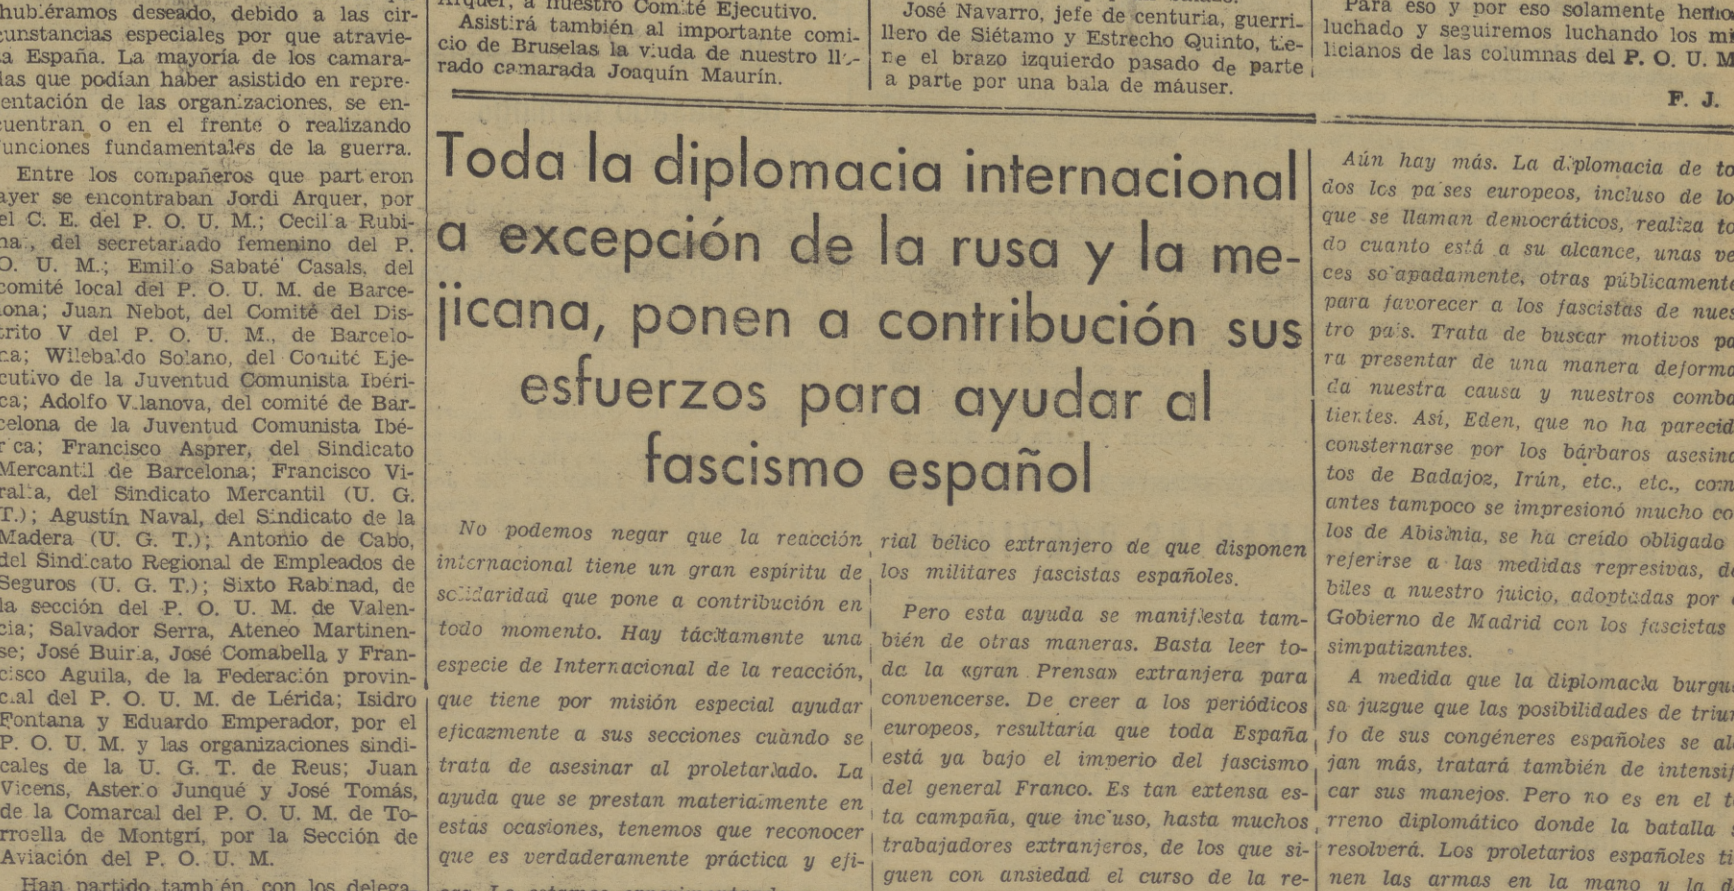 hubiéramos deseado, debido a las cir-
cunstancias especiales por que atravie-
sa España. La mayoría de los camara-
das que podían haber asistido en repre-
sentación de las organizaciones, se en-
cuentran o en el frente o realizando
funciones fundamentales de la guerra.
Entre los compañeros que partieron
ayer se encontraban Jordi Arquer, por
el C. E. del P. O. U. M.; Cecilia Rubi-
na, del secretariado femenino del P.
O. U. M.; Emilio Sabaté Casals, del
comité local del P. O. U. M. de Barce-
lona; Juan Nebot, del Comité del Dis-
trito V del P. O. U. M., de Barcelo-
na; Wilebaldo Solano, del Comité Eje-
cutivo de la Juventud Comunista Ibéri-
ca; Adolfo Vilanova, del comité de Bar-
celona de la Juventud Comunista Ibé-
rica; Francisco Asprer, del Sindicato
Mercantil de Barcelona; Francisco Vi-
ralta, del Sindicato Mercantil (U. G.
T.); Agustín Naval, del Sindicato de la
Madera (U. G. T.); Antonio de Cabo,
del Sindicato Regional de Empleados de
Seguros (U. G. T.); Sixto Rabinad, de
la sección del P. O. U. M. de Valen-
cia; Salvador Serra, Ateneo Martinen-
se; José Buiria, José Comabella y Fran-
cisco Aguila, de la Federación provin-
cial del P. O. U. M. de Lérida; Isidro
Fontana y Eduardo Emperador, por el
P. O. U. M. y las organizaciones sindi-
cales de la U. G. T. de Reus; Juan
Vicens, Asterio Junqué y José Tomás,
de la Comarcal del P. O. U. M. de To-
rroella de Montgrí, por la Sección de
Aviación del P. O. U. M.
Han partido también con los delega-
Arquer, a nuestro Comité Ejecutivo.
Asistirá también al importante comi-
cio de Bruselas la viuda de nuestro llo-
rado camarada Joaquín Maurín.
José Navarro, jefe de centuria, guerri-
llero de Siétamo y Estrecho Quinto, tie-
ne el brazo izquierdo pasado de parte
a parte por una bala de máuser.
Para eso y por eso solamente hemos
luchado y seguiremos luchando los mi-
licianos de las columnas del P. O. U. M.
F. J.
Toda la diplomacia internacional
a excepción de la rusa y la me-
jicana, ponen a contribución sus
esfuerzos para ayudar al
fascismo español
No podemos negar que la reacción
internacional tiene un gran espíritu de
solidaridad que pone a contribución en
todo momento. Hay tácitamente una
especie de Internacional de la reacción,
que tiene por misión especial ayudar
eficazmente a sus secciones cuando se
trata de asesinar al proletariado. La
ayuda que se prestan materialmente en
estas ocasiones, tenemos que reconocer
que es verdaderamente práctica y efi-
rial bélico extranjero de que disponen
los militares fascistas españoles.
Pero esta ayuda se manifiesta tam-
bién de otras maneras. Basta leer to-
da la «gran Prensa» extranjera para
convencerse. De creer a los periódicos
europeos, resultaría que toda España
está ya bajo el imperio del fascismo
del general Franco. Es tan extensa es-
ta campaña, que incluso, hasta muchos
trabajadores extranjeros, de los que si-
guen con ansiedad el curso de la re-
Aún hay más. La diplomacia de to-
dos los países europeos, incluso de los
que se llaman democráticos, realiza to-
do cuanto está a su alcance, unas ve-
ces solapadamente, otras públicamente
para favorecer a los fascistas de nues-
tro país. Trata de buscar motivos pa-
ra presentar de una manera deforma-
da nuestra causa y nuestros comba-
tientes. Así, Eden, que no ha parecido
consternarse por los bárbaros asesina-
tos de Badajoz, Irún, etc., etc., como
antes tampoco se impresionó mucho con
los de Abisinia, se ha creído obligado
referirse a las medidas represivas, dé-
biles a nuestro juicio, adoptadas por el
Gobierno de Madrid con los fascistas
simpatizantes.
A medida que la diplomacia burgue-
sa juzgue que las posibilidades de triun-
fo de sus congéneres españoles se ale-
jan más, tratará también de intensifi-
car sus manejos. Pero no es en el te-
rreno diplomático donde la batalla se
resolverá. Los proletarios españoles tie-
nen las armas en la mano y la